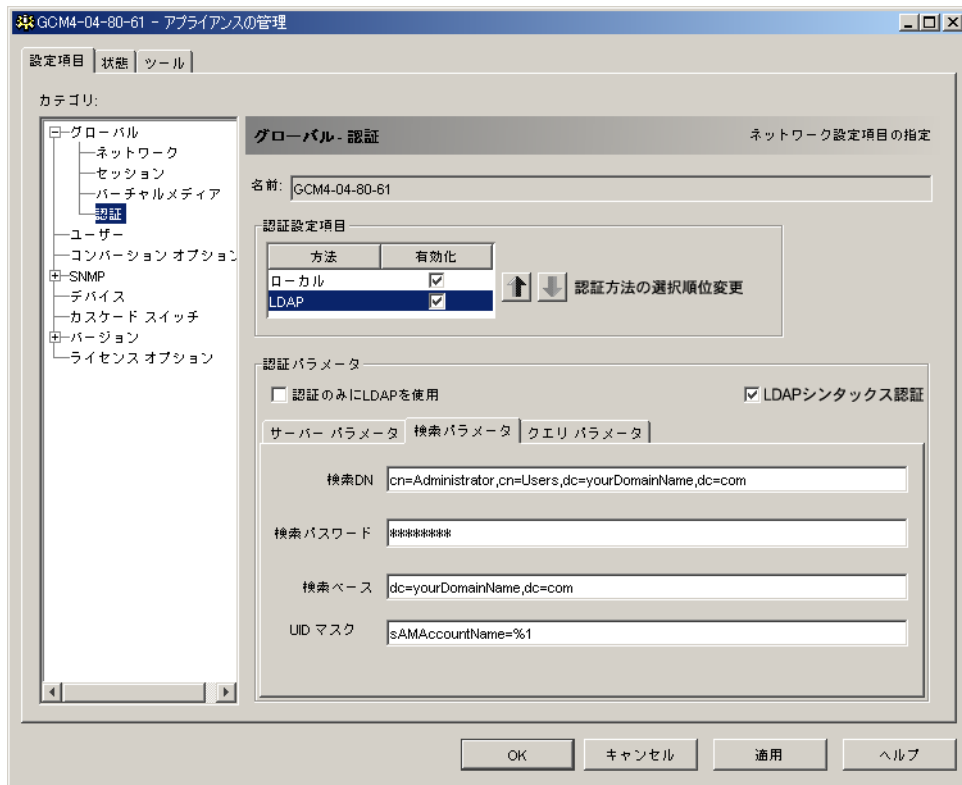 GCM4-04-80-61 - アプライアンスの管理
設定項目 状態 ツール
カテゴリ:
グローバル
ネットワーク
セッション
バーチャルメディア
認証
ユーザー
コンバーション オプション
SNMP
デバイス
カスケード スイッチ
バージョン
ライセンス オプション
グローバル - 認証 ネットワーク設定項目の指定
名前: GCM4-04-80-61
認証設定項目
方法 有効化
ローカル
LDAP
認証方法の選択順位変更
認証パラメータ
認証のみにLDAPを使用 LDAPシンタックス認証
サーバー パラメータ 検索パラメータ クエリ パラメータ
検索DN cn=Administrator,cn=Users,dc=yourDomainName,dc=com
検索パスワード ********
検索ベース dc=yourDomainName,dc=com
UID マスク sAMAccountName=%1
OK キャンセル 適用 ヘルプ